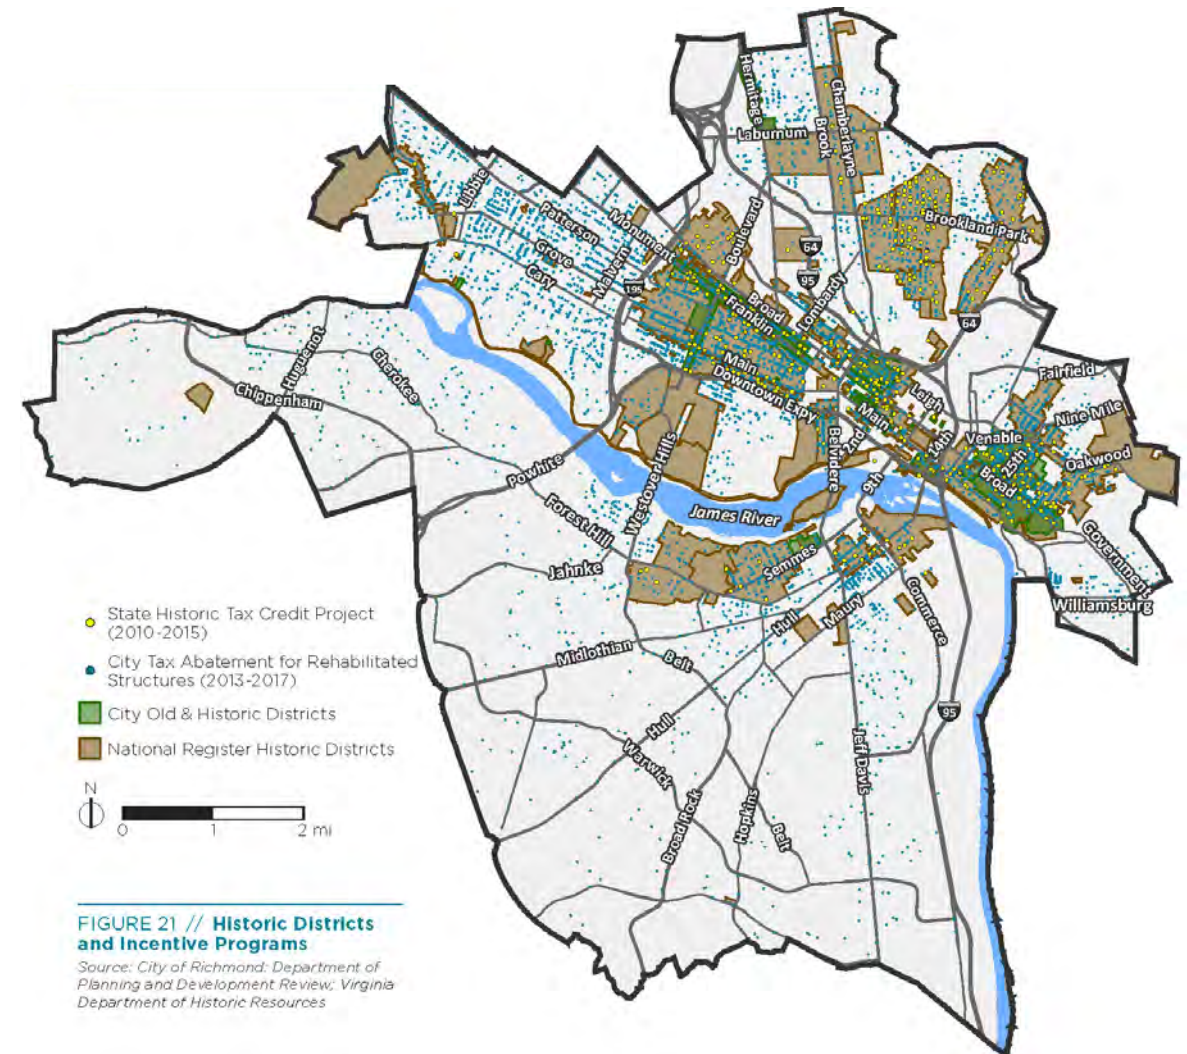 Hermitage
Chamberlayne
Laburnum
Brook
Libbie
Patterson
Monument
Boulevard
Brookland Park
Grove
Malvern
Cary
64
95
195
Broad
Lombardy
Franklin
64
Huguenot
Cherokee
Chippenham
Main
Downtown Expy
Leigh
Fairfield
Nine Mile
Main
Belvidere
2nd
14th
Venable
25th
Oakwood
Broad
Powhite
Westover Hills
9th
James River
Forest Hill
Government
Jahnke
Semmes
Williamsburg
Commerce
Hull
Maury
Midlothian
Belt
95
Hull
Warwick
Jeff Davis
Broad Rock
Hopkins
Belt
State Historic Tax Credit Project
(2010-2015)
City Tax Abatement for Rehabilitated
Structures (2013-2017)
City Old & Historic Districts
National Register Historic Districts
N
0 1 2 mi
FIGURE 21 // Historic Districts
and Incentive Programs
Source: City of Richmond: Department of
Planning and Development Review; Virginia
Department of Historic Resources